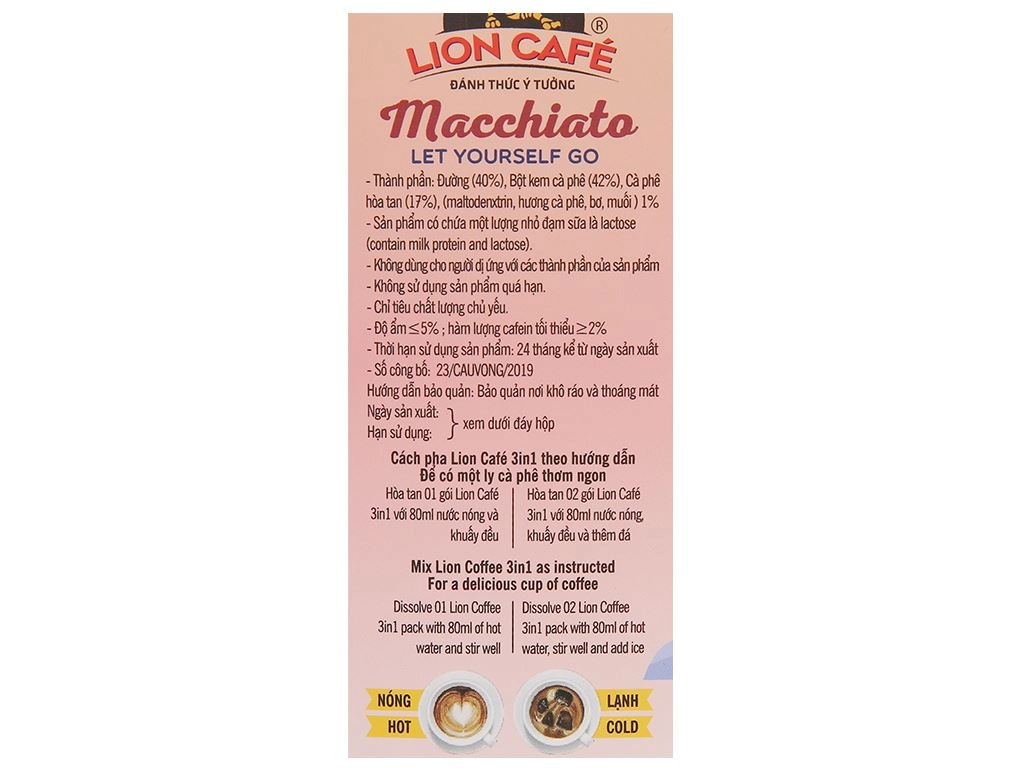 ®
LION CAFÉ
ĐÁNH THỨC Ý TƯỞNG
Macchiato
LET YOURSELF GO
- Thành phần: Đường (40%), Bột kem cà phê (42%), Cà phê
hòa tan (17%), (maltodenxtrin, hương cà phê, bơ, muối ) 1%
- Sản phẩm có chứa một lượng nhỏ đạm sữa là lactose
(contain milk protein and lactose).
- Không dùng cho người dị ứng với các thành phần của sản phẩm
- Không sử dụng sản phẩm quá hạn.
- Chỉ tiêu chất lượng chủ yếu.
- Độ ẩm ≤5% ; hàm lượng cafein tối thiểu ≥2%
- Thời hạn sử dụng sản phẩm: 24 tháng kể từ ngày sản xuất
- Số công bố: 23/CAUVONG/2019
Hướng dẫn bảo quản: Bảo quản nơi khô ráo và thoáng mát
Ngày sản xuất:
Hạn sử dụng:
xem dưới đáy hộp
Cách pha Lion Café 3in1 theo hướng dẫn
Để có một ly cà phê thơm ngon
Hòa tan 01 gói Lion Café
3in1 với 80ml nước nóng và
khuấy đều
Hòa tan 02 gói Lion Café
3in1 với 80ml nước nóng,
khuấy đều và thêm đá
Mix Lion Coffee 3in1 as instructed
For a delicious cup of coffee
Dissolve 01 Lion Coffee
3in1 pack with 80ml of hot
water and stir well
Dissolve 02 Lion Coffee
3in1 pack with 80ml of hot
water, stir well and add ice
NÓNG
HOT
LẠNH
COLD